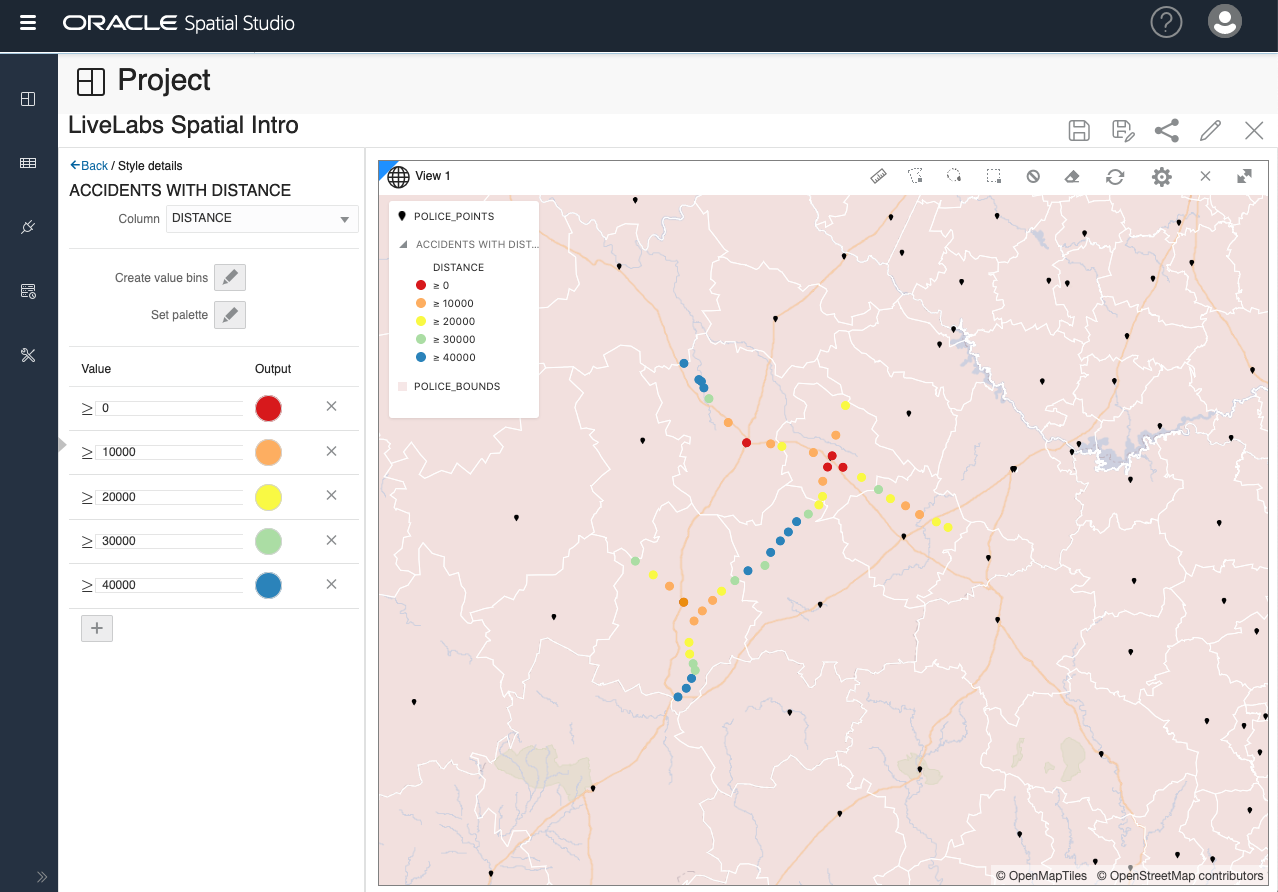 ORACLE Spatial Studio
?
Project
LiveLabs Spatial Intro
Back / Style details
ACCIDENTS WITH DISTANCE
Column DISTANCE
Create value bins
Set palette
Value Output
≥ 0
≥ 10000
≥ 20000
≥ 30000
≥ 40000
+
View 1
POLICE_POINTS
ACCIDENTS WITH DIST...
DISTANCE
≥ 0
≥ 10000
≥ 20000
≥ 30000
≥ 40000
POLICE_BOUNDS
© OpenMapTiles © OpenStreetMap contributors